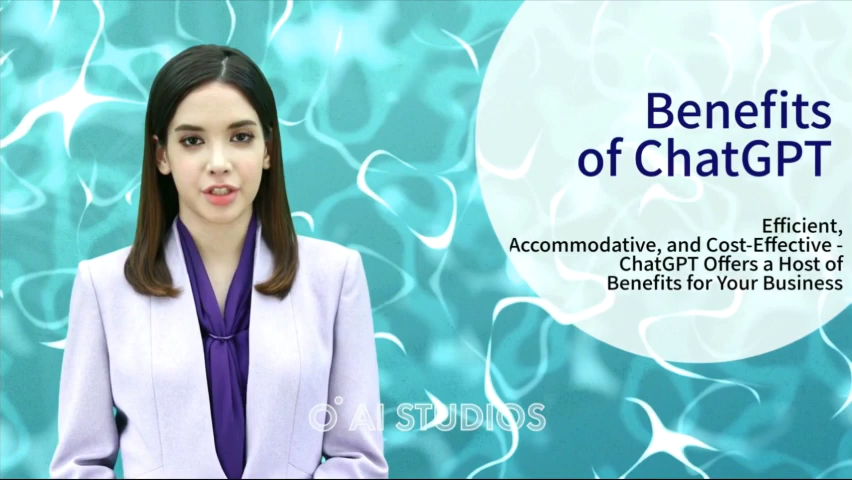 Benefits
of ChatGPT
Efficient,
Accommodative, and Cost-Effective -
ChatGPT Offers a Host of
Benefits for Your Business
AI STUDIOS